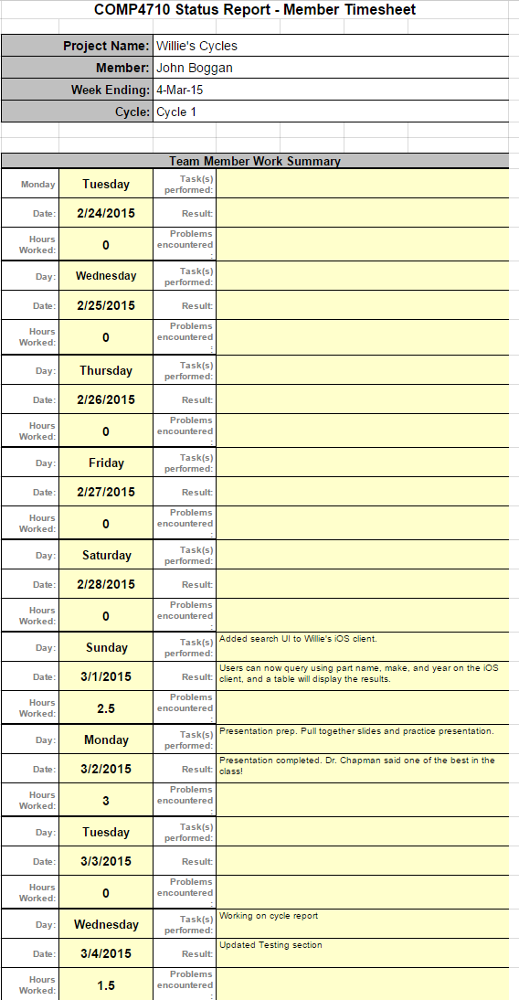 COMP4710 Status Report - Member Timesheet
Project Name: Willie's Cycles
Member: John Boggan
Week Ending: 4-Mar-15
Cycle: Cycle 1
Team Member Work Summary
Monday Tuesday Task(s) performed:
Date: 2/24/2015 Result:
Hours Worked: 0 Problems encountered :
Day: Wednesday Task(s) performed:
Date: 2/25/2015 Result:
Hours Worked: 0 Problems encountered :
Day: Thursday Task(s) performed:
Date: 2/26/2015 Result:
Hours Worked: 0 Problems encountered :
Day: Friday Task(s) performed:
Date: 2/27/2015 Result:
Hours Worked: 0 Problems encountered :
Day: Saturday Task(s) performed:
Date: 2/28/2015 Result:
Hours Worked: 0 Problems encountered :
Day: Sunday Task(s) performed: Added search UI to Willie's iOS client.
Date: 3/1/2015 Result: Users can now query using part name, make, and year on the iOS
client, and a table will display the results.
Hours Worked: 2.5 Problems encountered :
Day: Monday Task(s) performed: Presentation prep. Pull together slides and practice presentation.
Date: 3/2/2015 Result: Presentation completed. Dr. Chapman said one of the best in the
class!
Hours Worked: 3 Problems encountered :
Day: Tuesday Task(s) performed:
Date: 3/3/2015 Result:
Hours Worked: 0 Problems encountered :
Day: Wednesday Task(s) performed: Working on cycle report
Date: 3/4/2015 Result: Updated Testing section
Hours Worked: 1.5 Problems encountered :